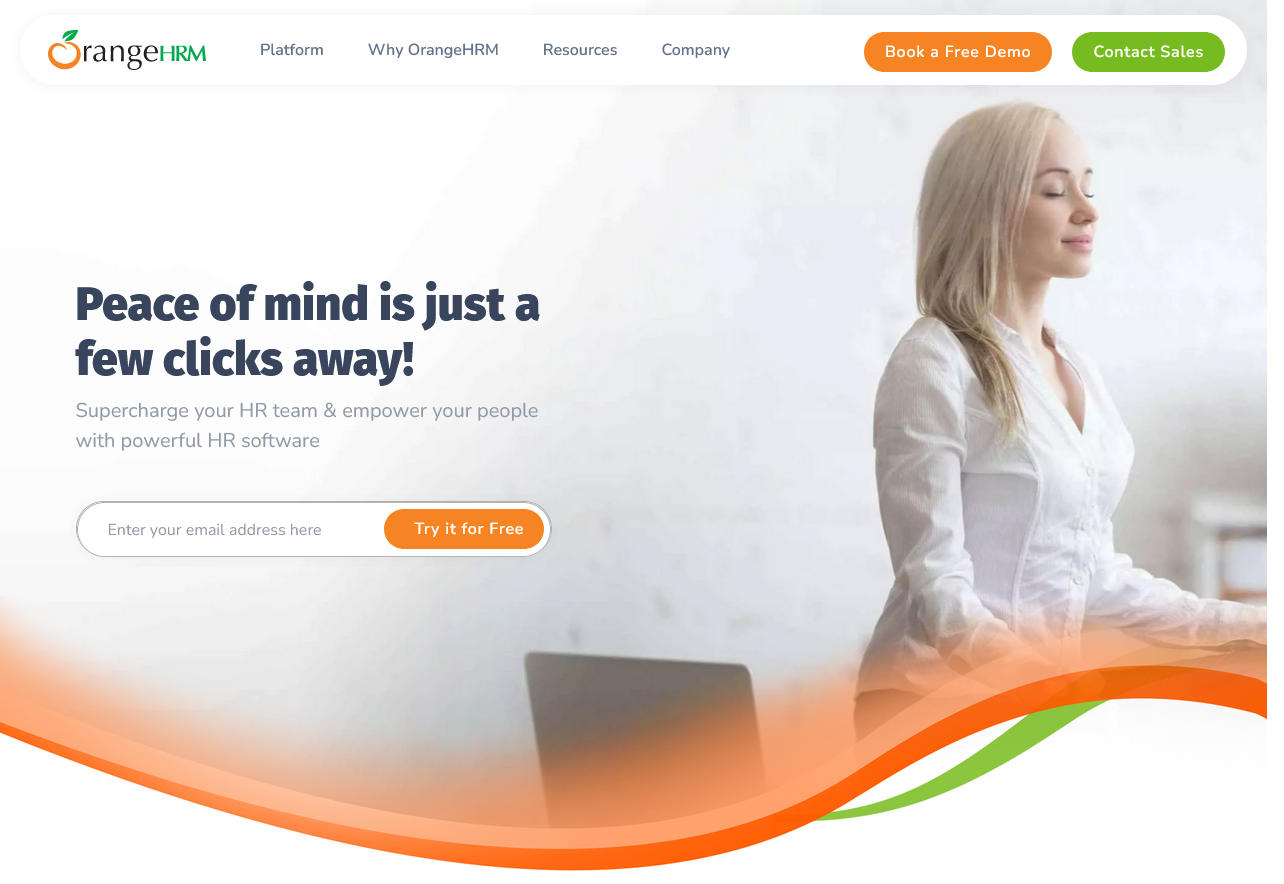 OrangeHRM
Platform
Why OrangeHRM
Resources
Company
Book a Free Demo
Contact Sales
Peace of mind is just a
few clicks away!
Supercharge your HR team & empower your people
with powerful HR software
Enter your email address here
Try it for Free